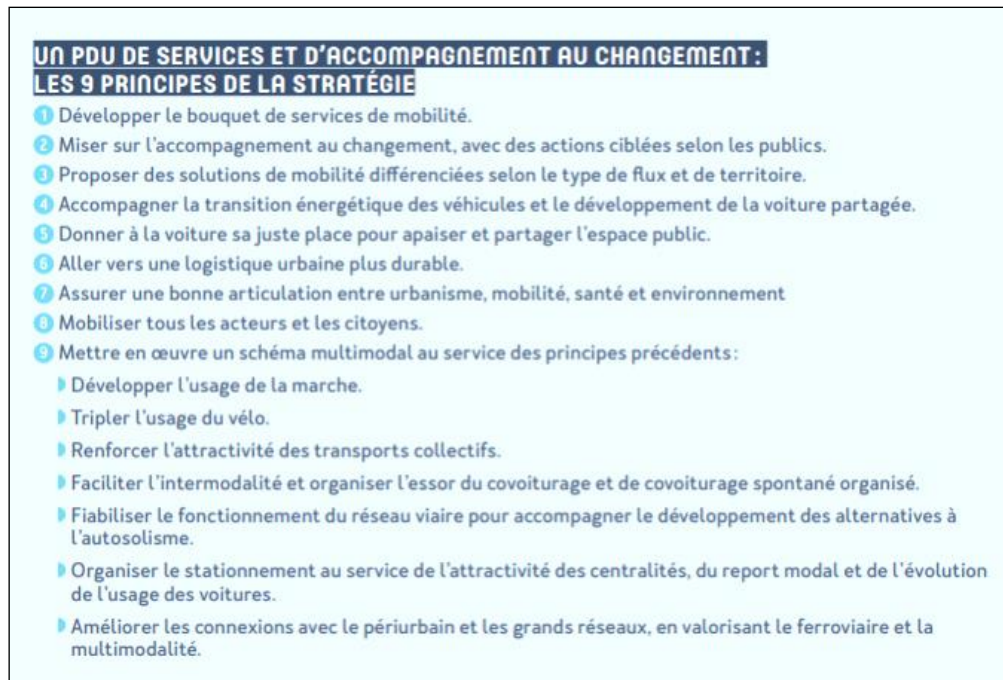 UN PDU DE SERVICES ET D'ACCOMPAGNEMENT AU CHANGEMENT :
LES 9 PRINCIPES DE LA STRATÉGIE
1 Développer le bouquet de services de mobilité.
2 Miser sur l'accompagnement au changement, avec des actions ciblées selon les publics.
3 Proposer des solutions de mobilité différenciées selon le type de flux et de territoire.
4 Accompagner la transition énergétique des véhicules et le développement de la voiture partagée.
5 Donner à la voiture sa juste place pour apaiser et partager l'espace public.
6 Aller vers une logistique urbaine plus durable.
7 Assurer une bonne articulation entre urbanisme, mobilité, santé et environnement
8 Mobiliser tous les acteurs et les citoyens.
9 Mettre en œuvre un schéma multimodal au service des principes précédents :
Développer l'usage de la marche.
Tripler l'usage du vélo.
Renforcer l'attractivité des transports collectifs.
Faciliter l'intermodalité et organiser l'essor du covoiturage et de covoiturage spontané organisé.
Fiabiliser le fonctionnement du réseau viaire pour accompagner le développement des alternatives à
l'autosolisme.
Organiser le stationnement au service de l'attractivité des centralités, du report modal et de l'évolution
de l'usage des voitures.
Améliorer les connexions avec le périurbain et les grands réseaux, en valorisant le ferroviaire et la
multimodalité.